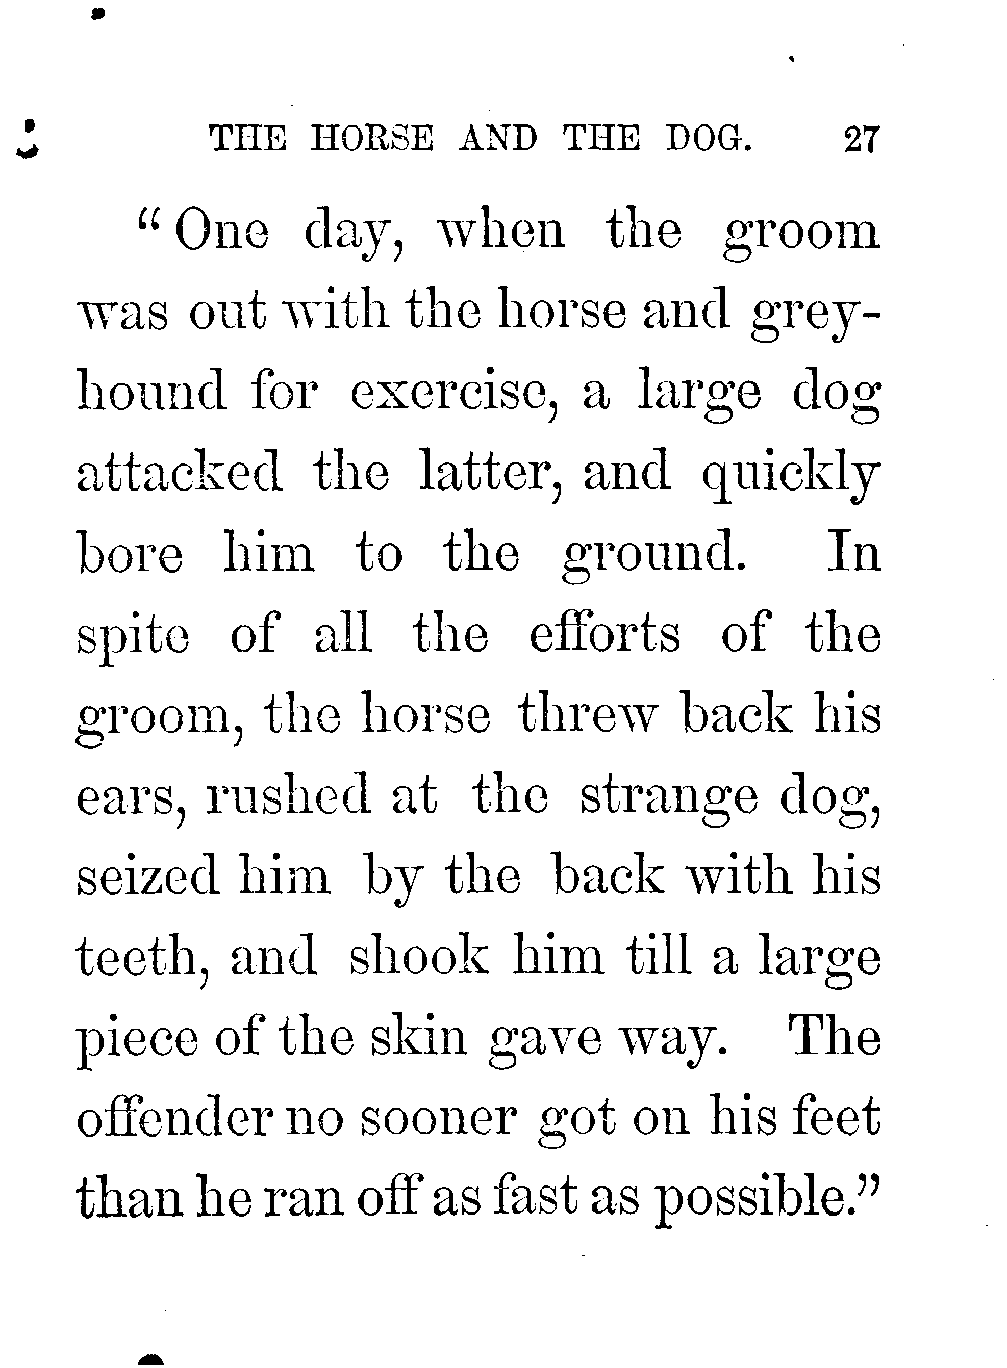 THE HORSE AND THE DOG. 27
“One day, when the groom
was out with the horse and grey-
hound for exercise, a large dog
attacked the latter, and quickly
bore him to the ground. In
spite of all the efforts of the
groom, the horse threw back his
ears, rushed at the strange dog,
seized him by the back with his
teeth, and shook him till a large
piece of the skin gave way. The
offender no sooner got on his feet
than he ran off as fast as possible.”